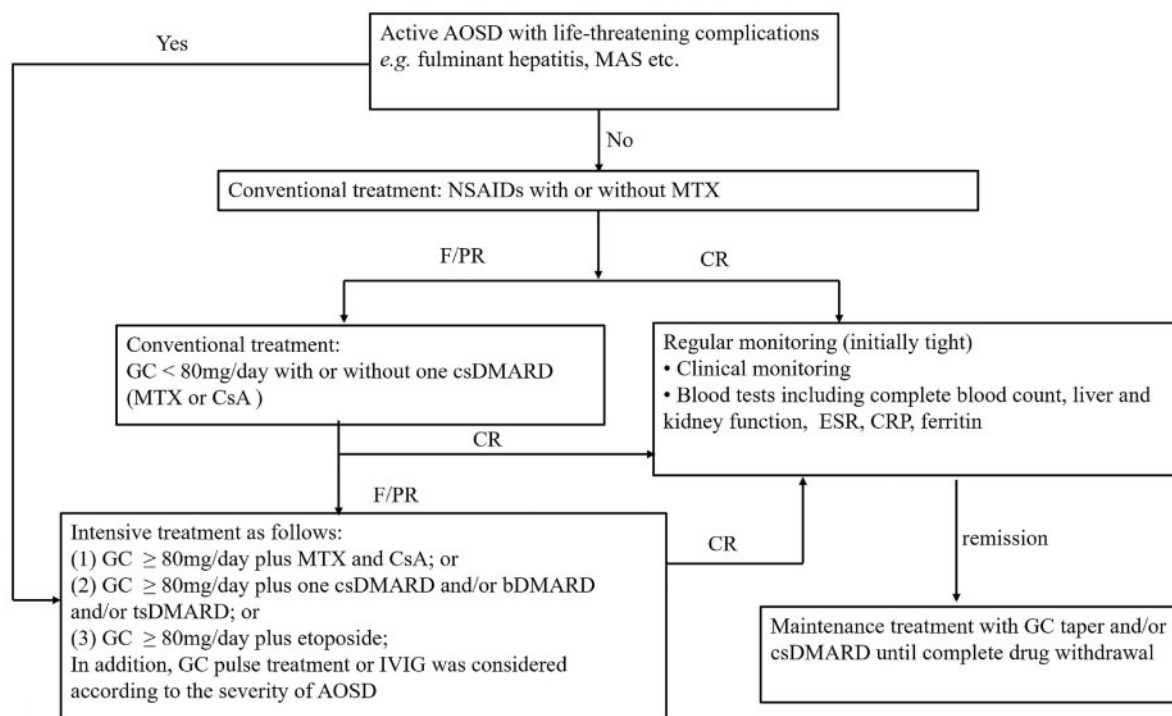 Active AOSD with life-threatening complications
e.g. fulminant hepatitis, MAS etc.
Yes
No
Conventional treatment: NSAIDs with or without MTX
F/PR
CR
Conventional treatment:
GC < 80mg/day with or without one csDMARD
(MTX or CsA )
Regular monitoring (initially tight)
• Clinical monitoring
• Blood tests including complete blood count, liver and
kidney function, ESR, CRP, ferritin
CR
F/PR
Intensive treatment as follows:
(1) GC ≥ 80mg/day plus MTX and CsA; or
(2) GC ≥ 80mg/day plus one csDMARD and/or bDMARD
and/or tsDMARD; or
(3) GC ≥ 80mg/day plus etoposide;
In addition, GC pulse treatment or IVIG was considered
according to the severity of AOSD
CR
remission
Maintenance treatment with GC taper and/or
csDMARD until complete drug withdrawal